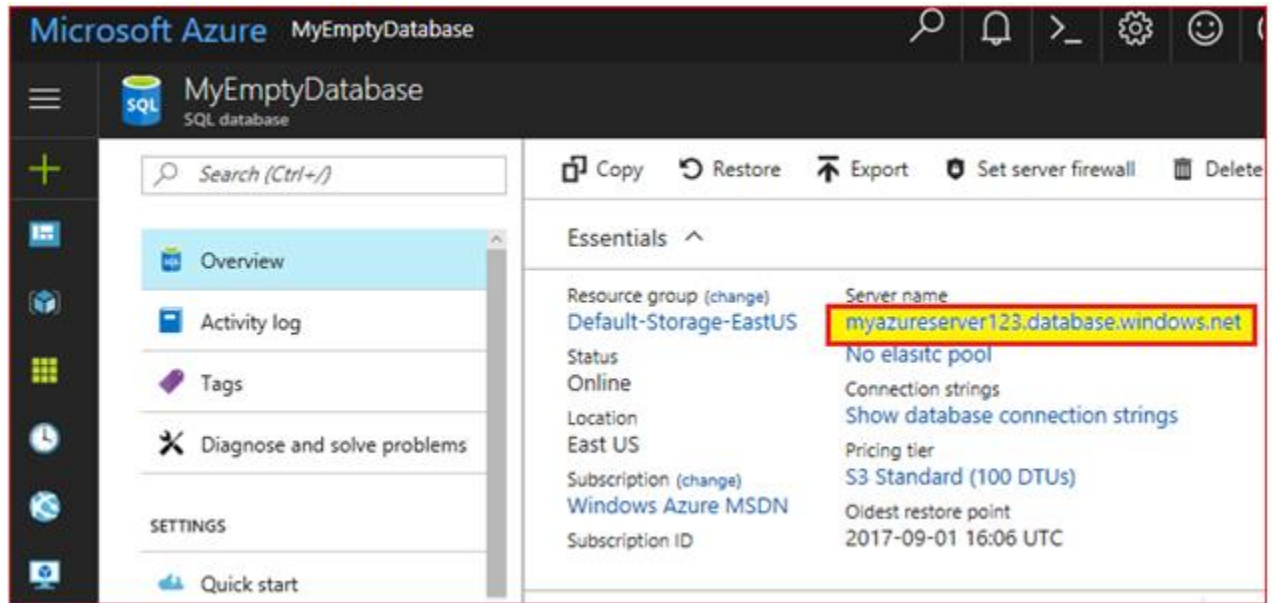 Microsoft Azure MyEmptyDatabase
MyEmptyDatabase
SQL
SQL database
Search (Ctrl+/)
Overview
Activity log
Tags
Diagnose and solve problems
SETTINGS
Quick start
Copy Restore Export Set server firewall Delete
Essentials
Resource group (change)
Default-Storage-EastUS
Status
Online
Location
East US
Subscription (change)
Windows Azure MSDN
Subscription ID
Server name
myazureserver123.database.windows.net
No elasitc pool
Connection strings
Show database connection strings
Pricing tier
S3 Standard (100 DTUs)
Oldest restore point
2017-09-01 16:06 UTC